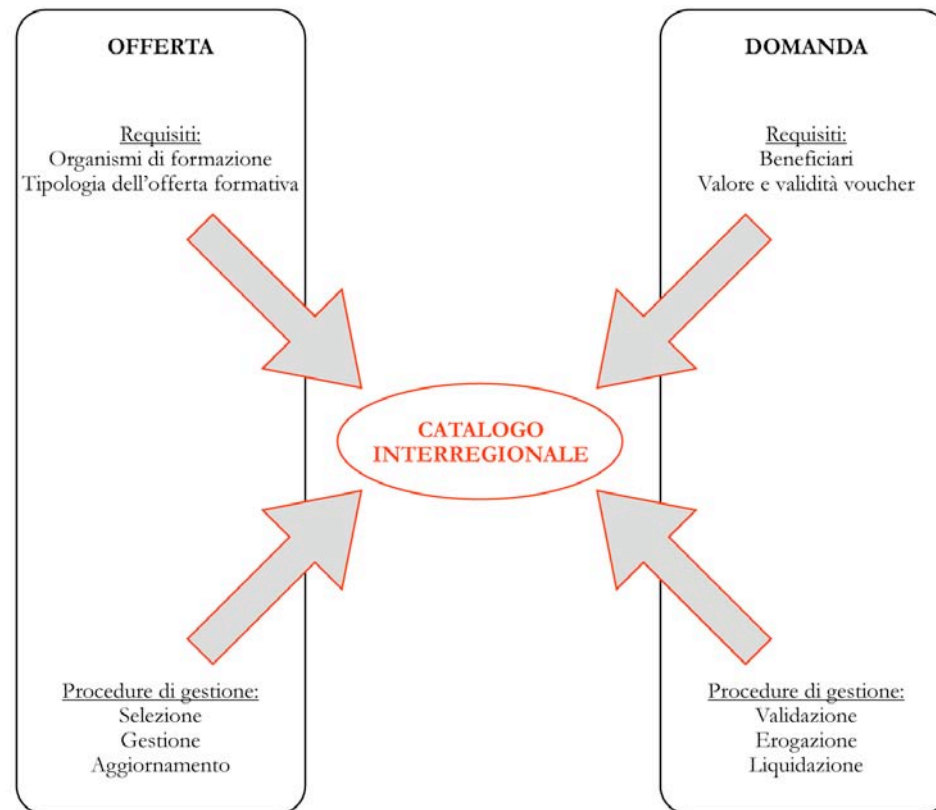 OFFERTA
Requisiti:
Organismi di formazione
Tipologia dell'offerta formativa
DOMANDA
Requisiti:
Beneficiari
Valore e validità voucher
CATALOGO
INTERREGIONALE
Procedure di gestione:
Selezione
Gestione
Aggiornamento
Procedure di gestione:
Validazione
Erogazione
Liquidazione